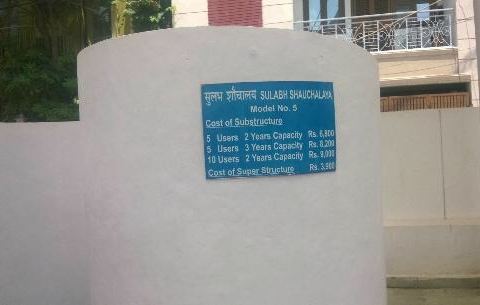 सुलभ शौचालय SULABH SHAUCHALAYA
Model No. 5
Cost of Substructure
5 Users 2 Years Capacity Rs. 6,800
5 Users 3 Years Capacity Rs. 8,200
10 Users 2 Years Capacity Rs. 9,000
Cost of Super Structure Rs. 3,900